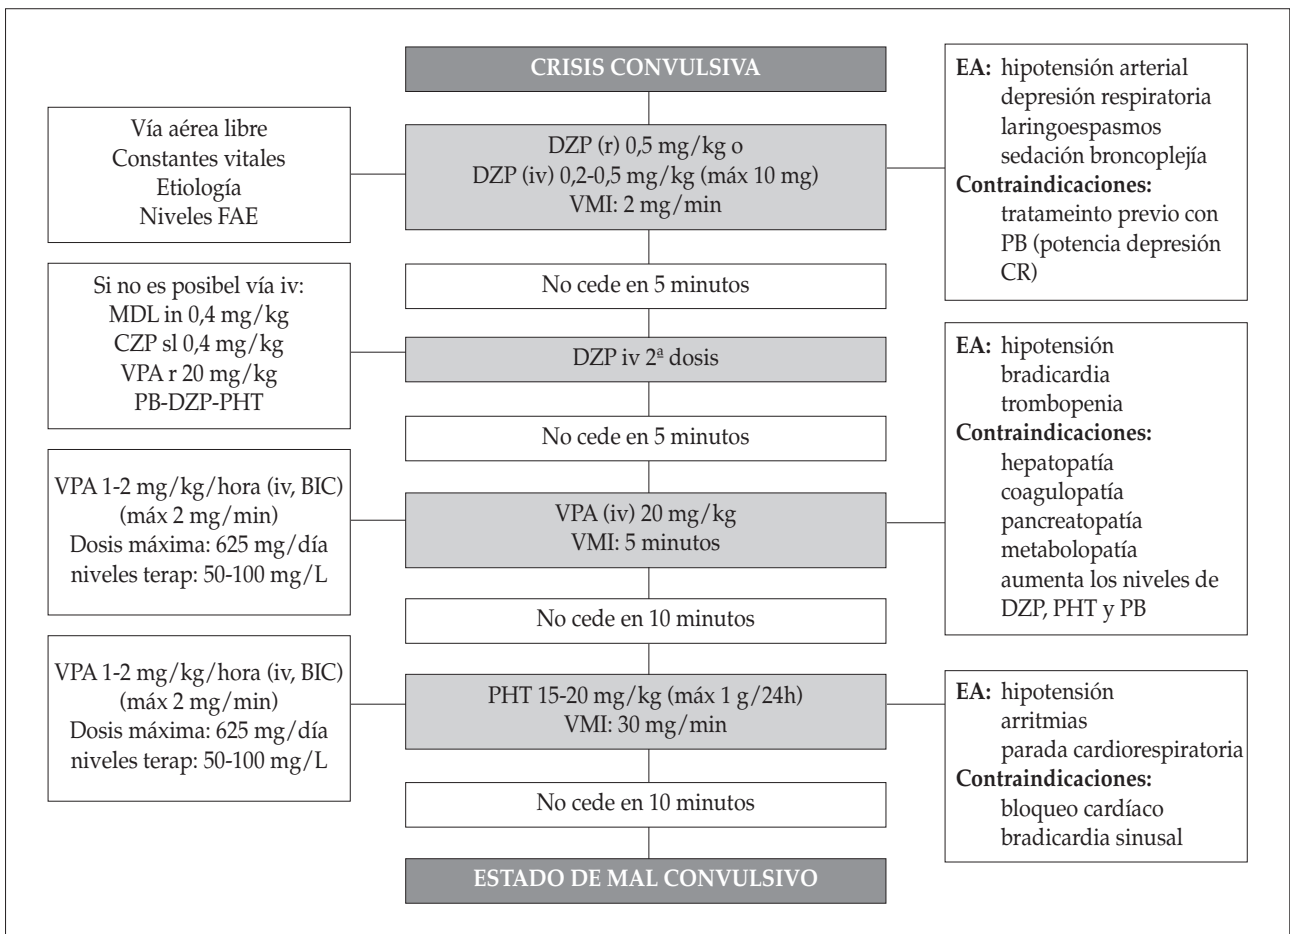 CRISIS CONVULSIVA
Vía aérea libre
Constantes vitales
Etiología
Niveles FAE
DZP (r) 0,5 mg/kg o
DZP (iv) 0,2-0,5 mg/kg (máx 10 mg)
VMI: 2 mg/min
EA: hipotensión arterial
depresión respiratoria
laringoespasmos
sedación broncoplejía
Contraindicaciones:
tratameinto previo con
PB (potencia depresión
CR)
No cede en 5 minutos
Si no es posibel vía iv:
MDL in 0,4 mg/kg
CZP sl 0,4 mg/kg
VPA r 20 mg/kg
PB-DZP-PHT
DZP iv 2ª dosis
No cede en 5 minutos
EA: hipotensión
bradicardia
trombopenia
Contraindicaciones:
hepatopatía
coagulopatía
pancreatopatía
metabolopatía
aumenta los niveles de
DZP, PHT y PB
VPA 1-2 mg/kg/hora (iv, BIC)
(máx 2 mg/min)
Dosis máxima: 625 mg/día
niveles terap: 50-100 mg/L
VPA (iv) 20 mg/kg
VMI: 5 minutos
No cede en 10 minutos
VPA 1-2 mg/kg/hora (iv, BIC)
(máx 2 mg/min)
Dosis máxima: 625 mg/día
niveles terap: 50-100 mg/L
PHT 15-20 mg/kg (máx 1 g/24h)
VMI: 30 mg/min
EA: hipotensión
arritmias
parada cardiorespiratoria
Contraindicaciones:
bloqueo cardíaco
bradicardia sinusal
No cede en 10 minutos
ESTADO DE MAL CONVULSIVO